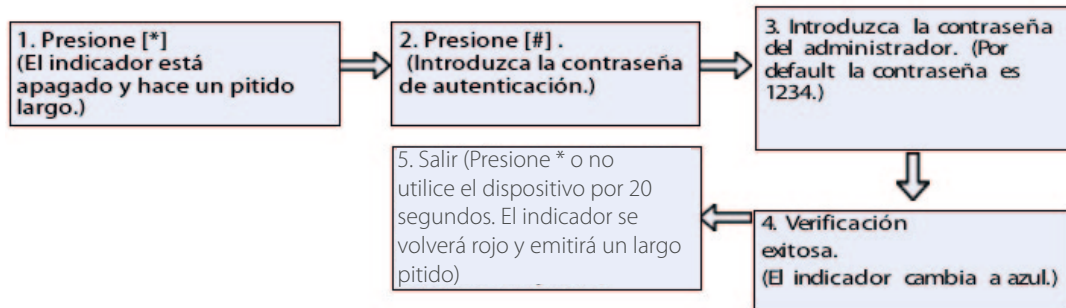 1. Presione [*]
(El indicador está
apagado y hace un pitido
largo.)
2. Presione [#] .
(Introduzca la contraseña
de autenticación.)
3. Introduzca la contraseña
del administrador. (Por
default la contraseña es
1234.)
4. Verificación
exitosa.
(El indicador cambia a azul.)
5. Salir (Presione * o no
utilice el dispositivo por 20
segundos. El indicador se
volverá rojo y emitirá un largo
pitido)